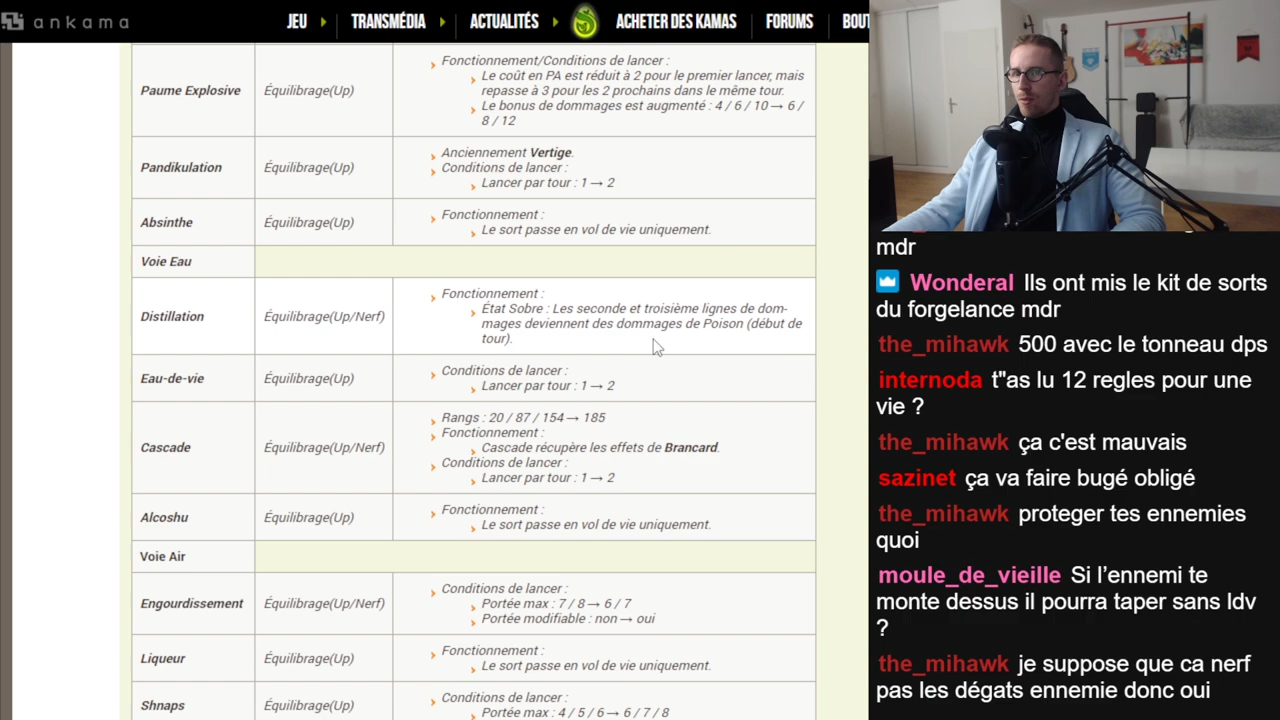 ankama
JEU TRANSMÉDIA ACTUALITÉS ACHETER DES KAMAS FORUMS BOUT
Paume Explosive
Équilibrage(Up)
Fonctionnement/Conditions de lancer :
Le coût en PA est réduit à 2 pour le premier lancer, mais
repasse à 3 pour les 2 prochains dans le même tour.
Le bonus de dommages est augmenté : 4 / 6 / 10 → 6 /
8 / 12
Pandikulation
Équilibrage(Up)
Anciennement Vertige.
Conditions de lancer :
Lancer par tour : 1 → 2
Absinthe
Équilibrage(Up)
Fonctionnement :
Le sort passe en vol de vie uniquement.
Voie Eau
Distillation
Équilibrage(Up/Nerf)
Fonctionnement :
État Sobre : Les seconde et troisième lignes de dom-
mages deviennent des dommages de Poison (début de
tour).
Eau-de-vie
Équilibrage(Up)
Conditions de lancer :
Lancer par tour : 1 → 2
Cascade
Équilibrage(Up/Nerf)
Rangs : 20 / 87 / 154 → 185
Fonctionnement :
Cascade récupère les effets de Brancard.
Conditions de lancer :
Lancer par tour : 1 → 2
Alcoshu
Équilibrage(Up)
Fonctionnement :
Le sort passe en vol de vie uniquement.
Voie Air
Engourdissement
Équilibrage(Up/Nerf)
Conditions de lancer :
Portée max : 7 / 8 → 6 / 7
Portée modifiable : non → oui
Liqueur
Équilibrage(Up)
Fonctionnement :
Le sort passe en vol de vie uniquement.
Shnaps
Équilibrage(Up)
Conditions de lancer :
Portée max : 4 / 5 / 6 → 6 / 7 / 8
mdr
Wonderal Ils ont mis le kit de sorts
du forgelance mdr
the_mihawk 500 avec le tonneau dps
internoda t"as lu 12 regles pour une
vie ?
the_mihawk ça c'est mauvais
sazinet ça va faire bugé obligé
the_mihawk proteger tes ennemies
quoi
moule_de_vieille Si l’ennemi te
monte dessus il pourra taper sans ldv
?
the_mihawk je suppose que ca nerf
pas les dégats ennemie donc oui